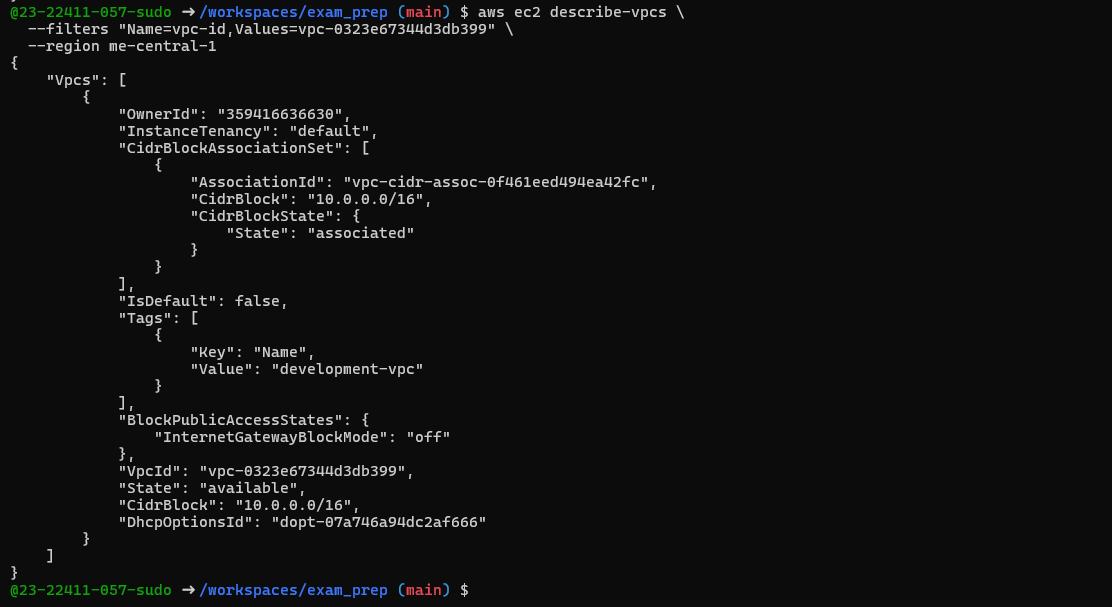 @23-22411-057-sudo ➜ /workspaces/exam_prep (main) $ aws ec2 describe-vpcs \
  --filters "Name=vpc-id,Values=vpc-0323e67344d3db399" \
  --region me-central-1
{
    "Vpcs": [
        {
            "OwnerId": "359416636630",
            "InstanceTenancy": "default",
            "CidrBlockAssociationSet": [
                {
                    "AssociationId": "vpc-cidr-assoc-0f461eed494ea42fc",
                    "CidrBlock": "10.0.0.0/16",
                    "CidrBlockState": {
                        "State": "associated"
                    }
                }
            ],
            "IsDefault": false,
            "Tags": [
                {
                    "Key": "Name",
                    "Value": "development-vpc"
                }
            ],
            "BlockPublicAccessStates": {
                "InternetGatewayBlockMode": "off"
            },
            "VpcId": "vpc-0323e67344d3db399",
            "State": "available",
            "CidrBlock": "10.0.0.0/16",
            "DhcpOptionsId": "dopt-07a746a94dc2af666"
        }
    ]
}
@23-22411-057-sudo ➜ /workspaces/exam_prep (main) $